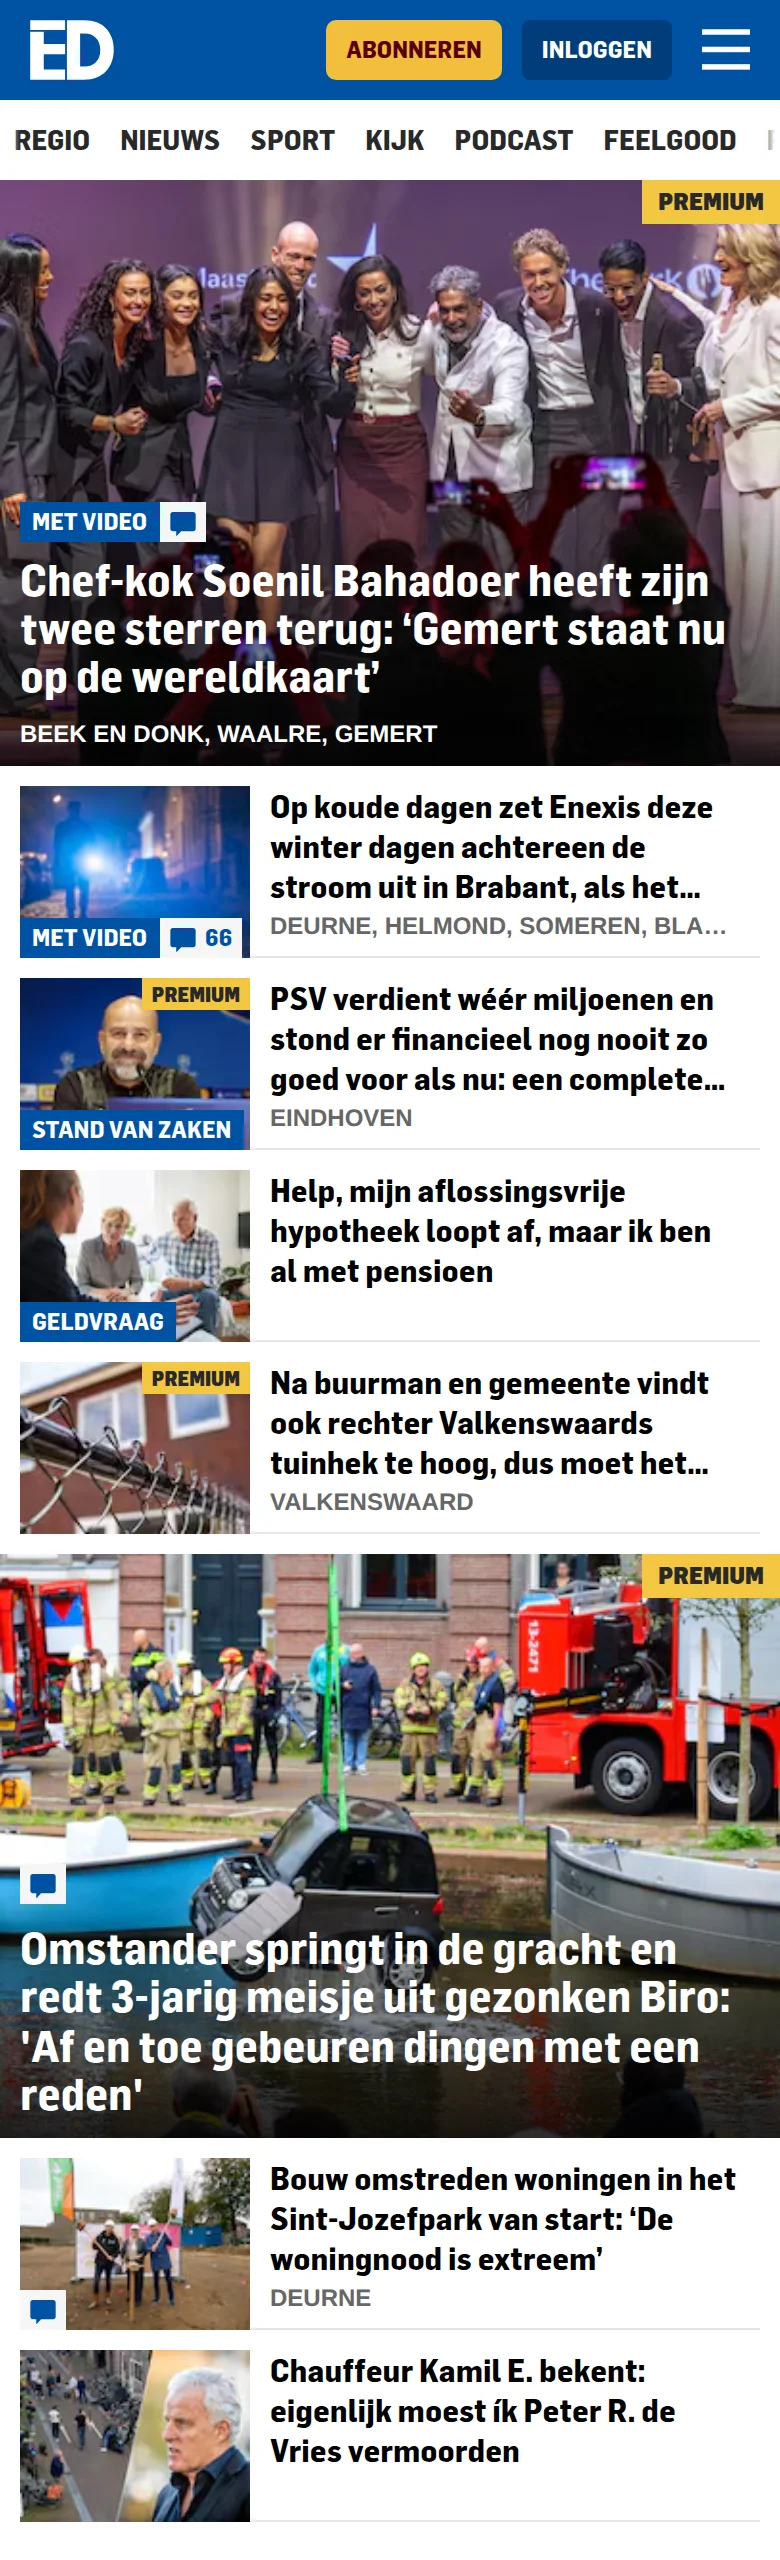 ED
ABONNEREN
INLOGGEN
REGIO NIEUWS SPORT KIJK PODCAST FEELGOOD
PREMIUM
MET VIDEO
Chef-kok Soenil Bahadoer heeft zijn
twee sterren terug: ‘Gemert staat nu
op de wereldkaart’
BEEK EN DONK, WAALRE, GEMERT
MET VIDEO 66
Op koude dagen zet Enexis deze
winter dagen achtereen de
stroom uit in Brabant, als het...
DEURNE, HELMOND, SOMEREN, BLA...
PREMIUM
STAND VAN ZAKEN
PSV verdient wéér miljoenen en
stond er financieel nog nooit zo
goed voor als nu: een complete...
EINDHOVEN
GELDVRAAG
Help, mijn aflossingsvrije
hypotheek loopt af, maar ik ben
al met pensioen
PREMIUM
Na buurman en gemeente vindt
ook rechter Valkenswaards
tuinhek te hoog, dus moet het...
VALKENSWAARD
PREMIUM
13-2471
Omstander springt in de gracht en
redt 3-jarig meisje uit gezonken Biro:
'Af en toe gebeuren dingen met een
reden'
Bouw omstreden woningen in het
Sint-Jozefpark van start: ‘De
woningnood is extreem’
DEURNE
Chauffeur Kamil E. bekent:
eigenlijk moest ík Peter R. de
Vries vermoorden